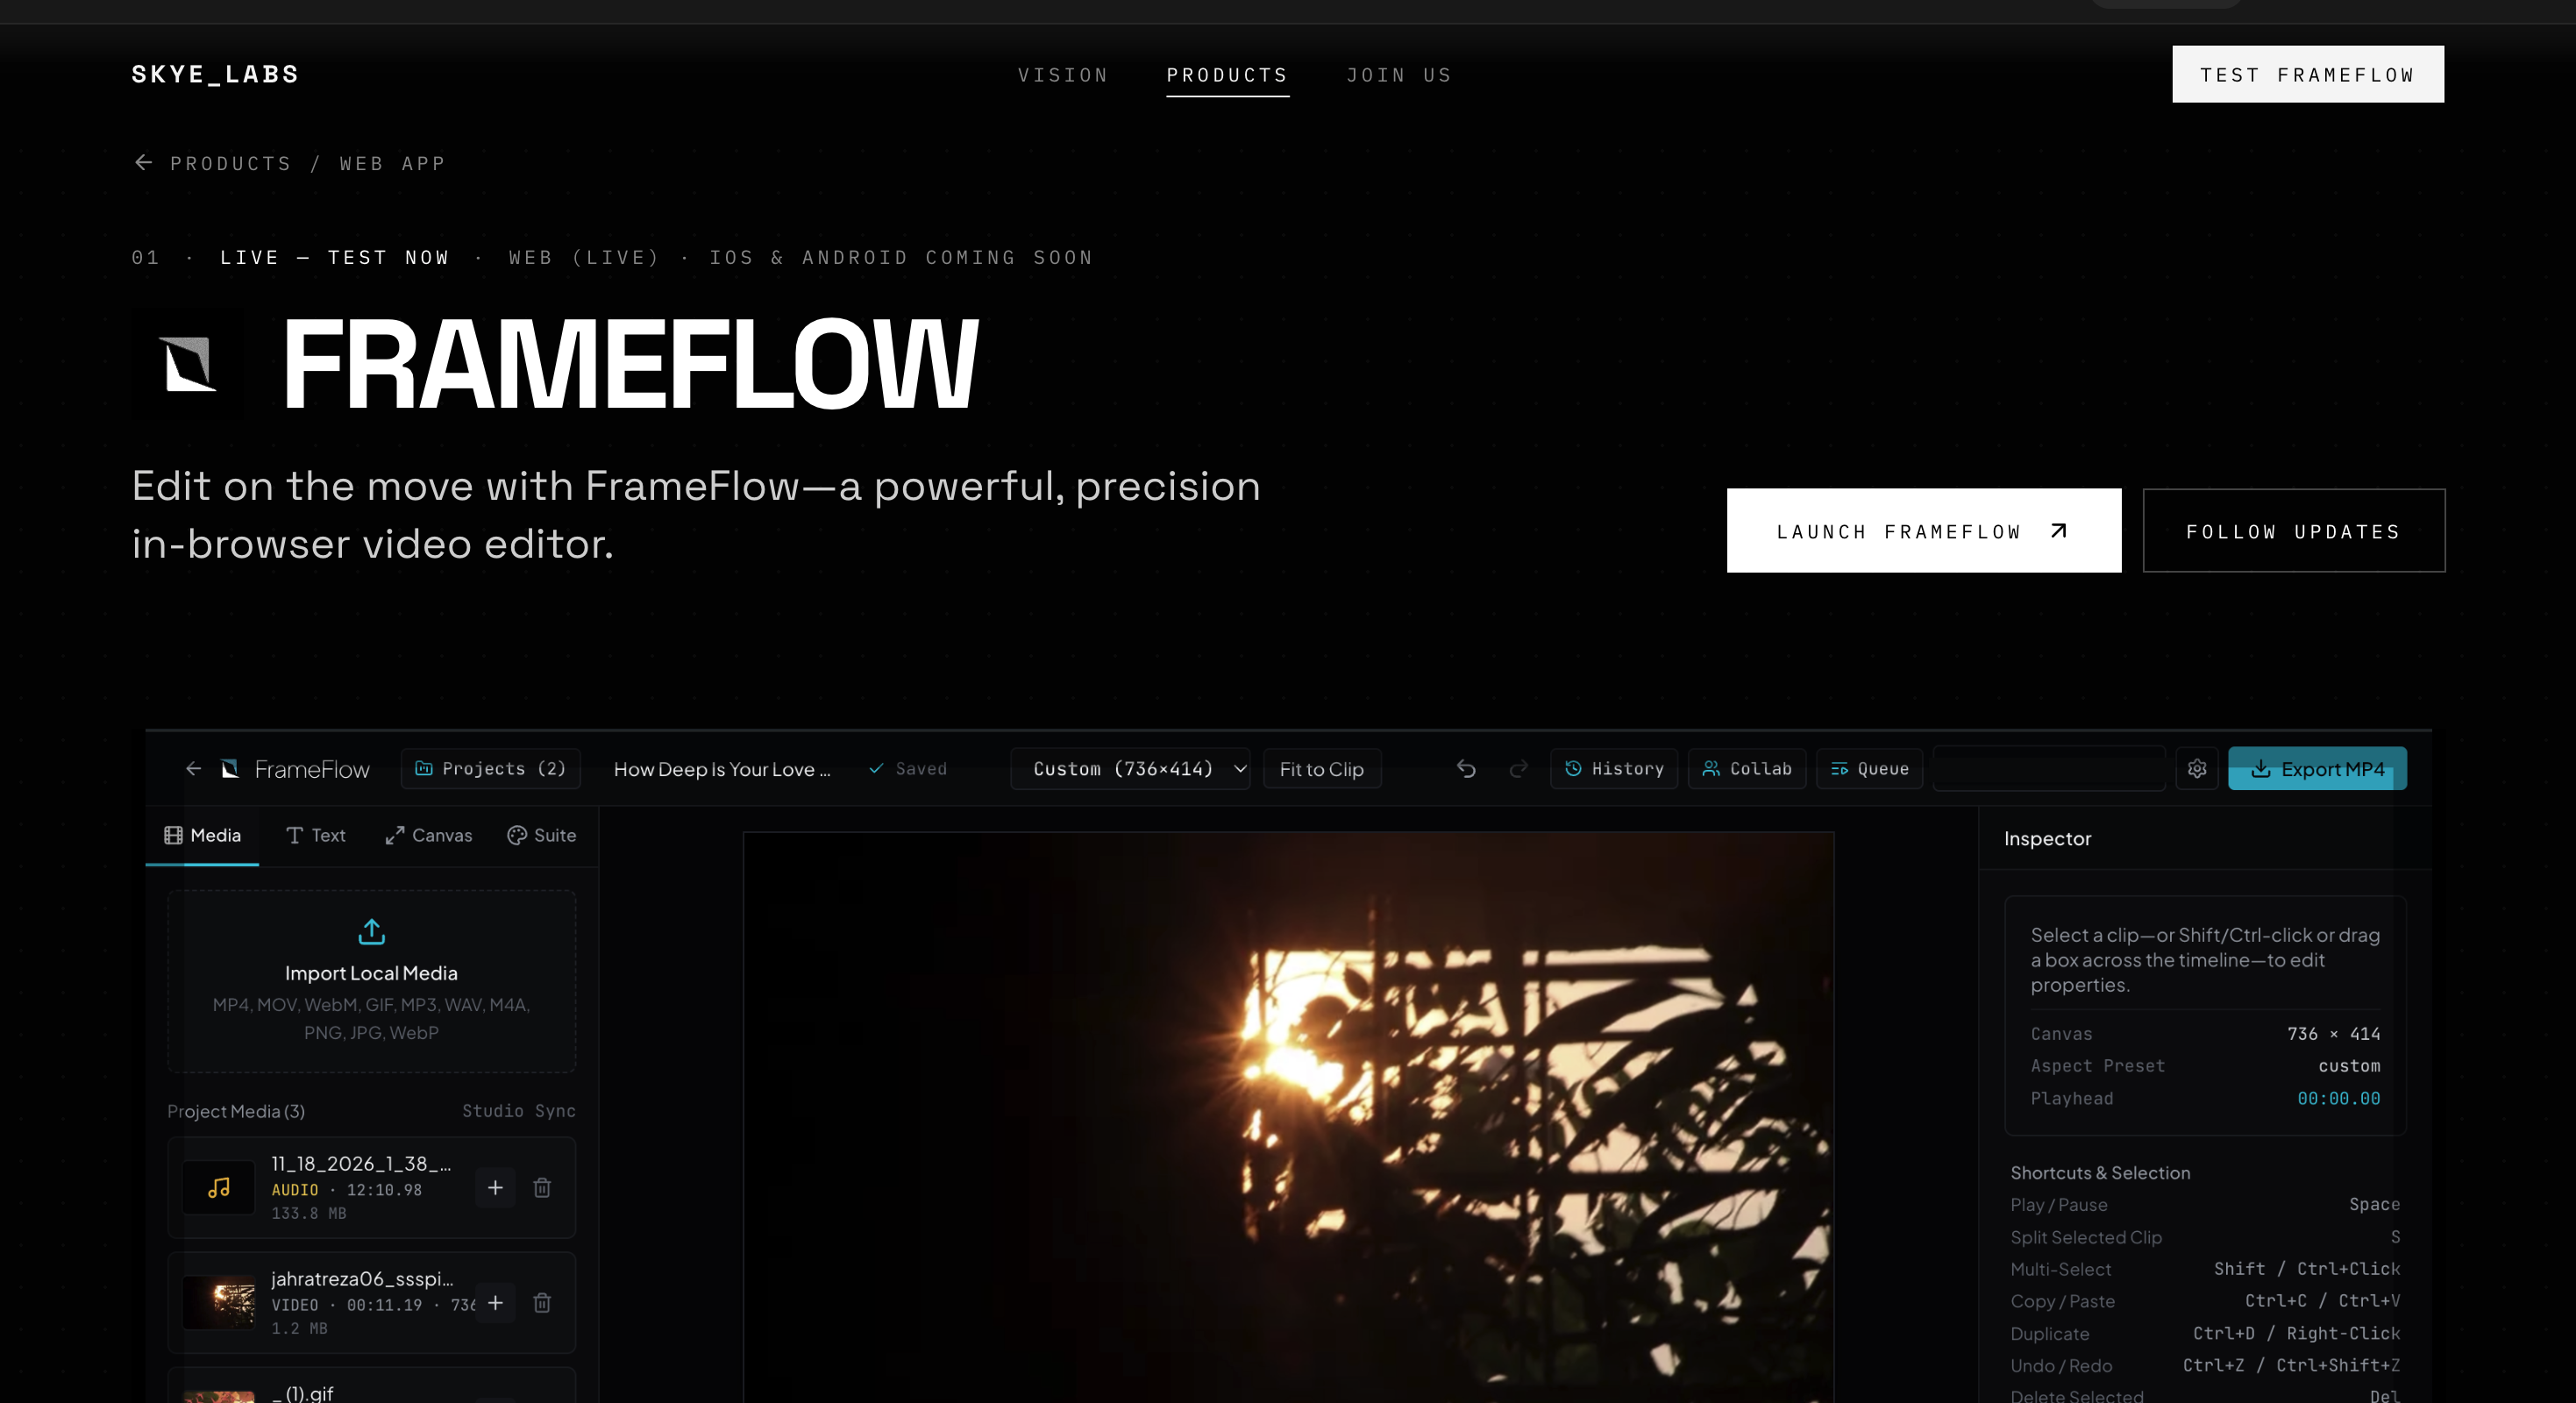 SKYE_LABS
VISION
PRODUCTS
JOIN US
TEST FRAMEFLOW
PRODUCTS / WEB APP
01 · LIVE — TEST NOW · WEB (LIVE) · IOS & ANDROID COMING SOON
FRAMEFLOW
Edit on the move with FrameFlow—a powerful, precision
in-browser video editor.
LAUNCH FRAMEFLOW
FOLLOW UPDATES
FrameFlow
Projects (2)
How Deep Is Your Love ...
Saved
Custom (736×414)
Fit to Clip
History
Collab
Queue
Export MP4
Media
Text
Canvas
Suite
Import Local Media
MP4, MOV, WebM, GIF, MP3, WAV, M4A,
PNG, JPG, WebP
Project Media (3)
Studio Sync
11_18_2026_1_38_...
AUDIO · 12:10.98
133.8 MB
jahratreza06_ssspi...
VIDEO · 00:11.19 · 736
1.2 MB
_ (1).gif
Inspector
Select a clip—or Shift/Ctrl-click or drag
a box across the timeline—to edit
properties.
Canvas 736 × 414
Aspect Preset custom
Playhead 00:00.00
Shortcuts & Selection
Play / Pause Space
Split Selected Clip S
Multi-Select Shift / Ctrl+Click
Copy / Paste Ctrl+C / Ctrl+V
Duplicate Ctrl+D / Right-Click
Undo / Redo Ctrl+Z / Ctrl+Shift+Z
Delete Selected Del